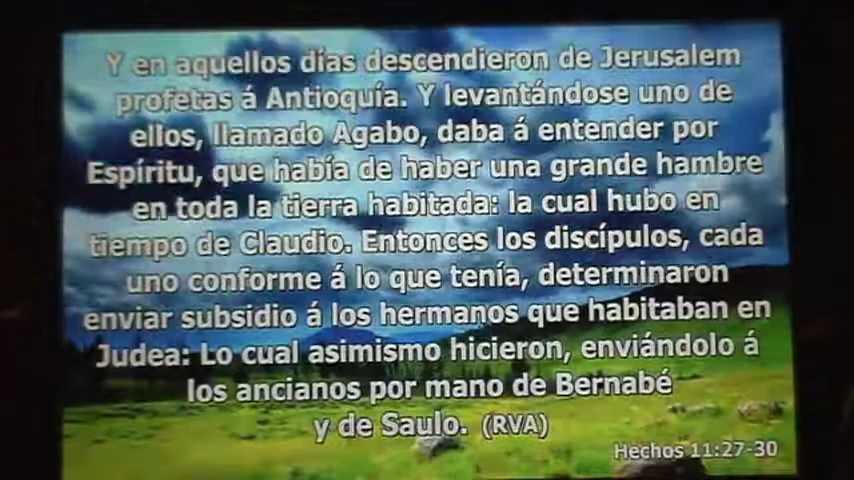 Y en aquellos días descendieron de Jerusalem
profetas á Antioquía. Y levantándose uno de
ellos, llamado Agabo, daba á entender por
Espíritu, que había de haber una grande hambre
en toda la tierra habitada: la cual hubo en
tiempo de Claudio. Entonces los discípulos, cada
uno conforme á lo que tenía, determinaron
enviar subsidio á los hermanos que habitaban en
Judea: Lo cual asimismo hicieron, enviándolo á
los ancianos por mano de Bernabé
y de Saulo. (RVA)
Hechos 11:27-30